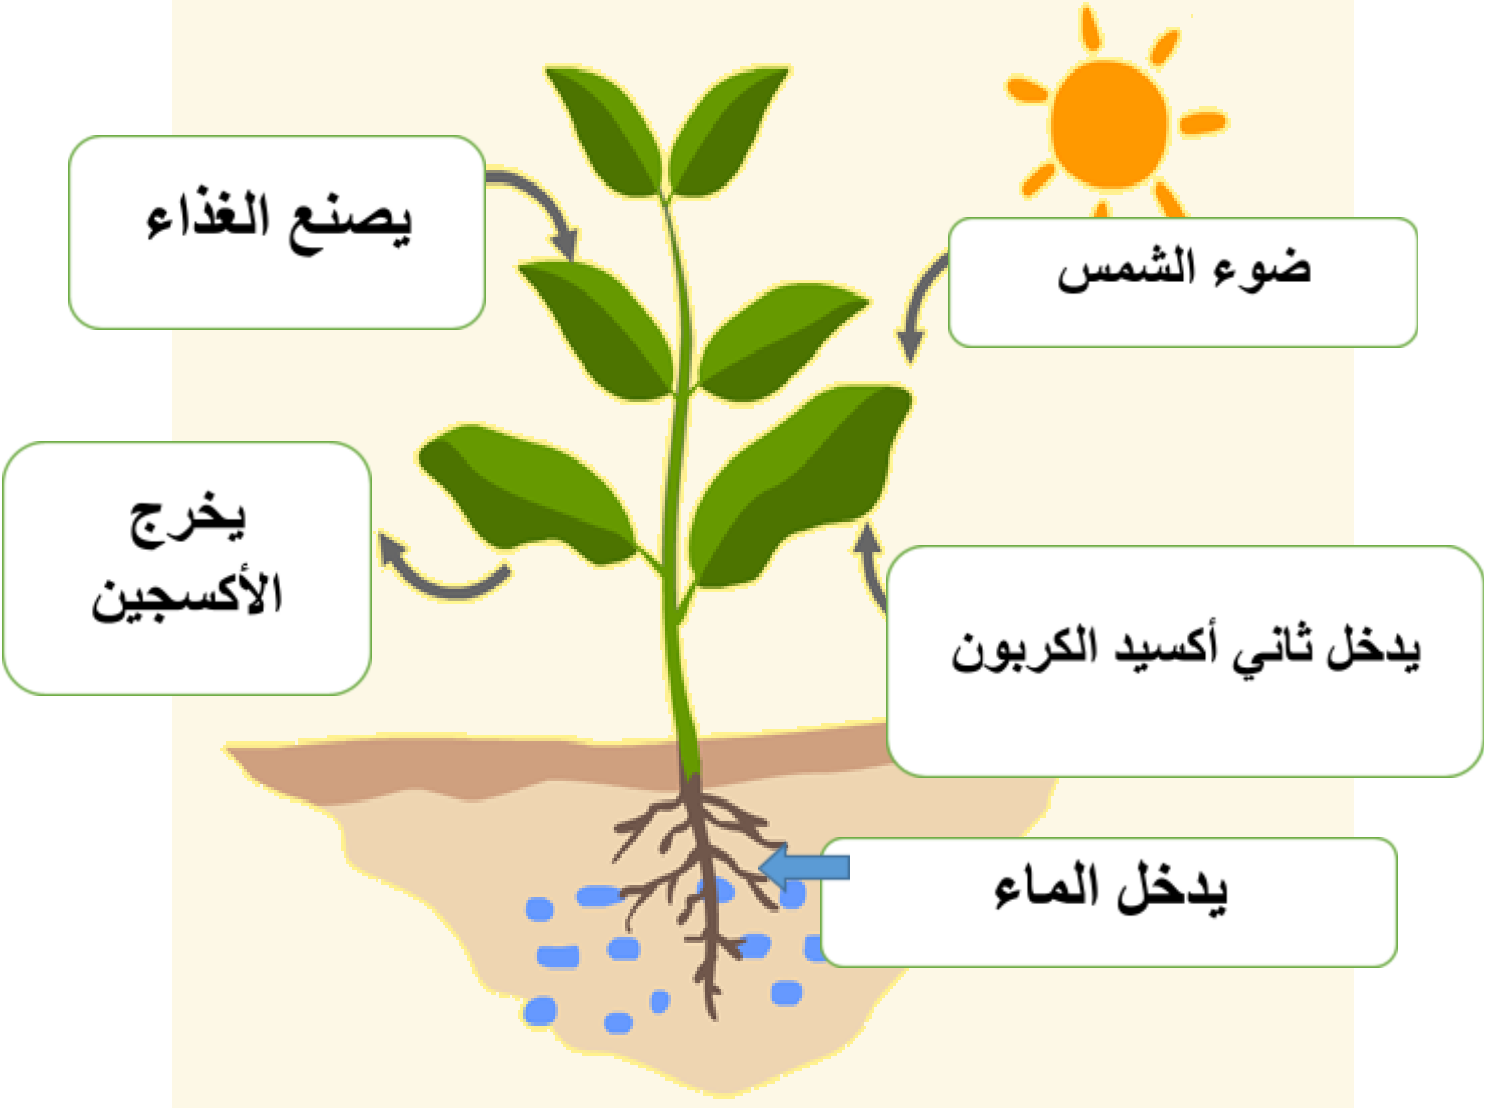 يصنع الغذاء
ضوء الشمس
يخرج
الأكسجين
يدخل ثاني أكسيد الكربون
يدخل الماء